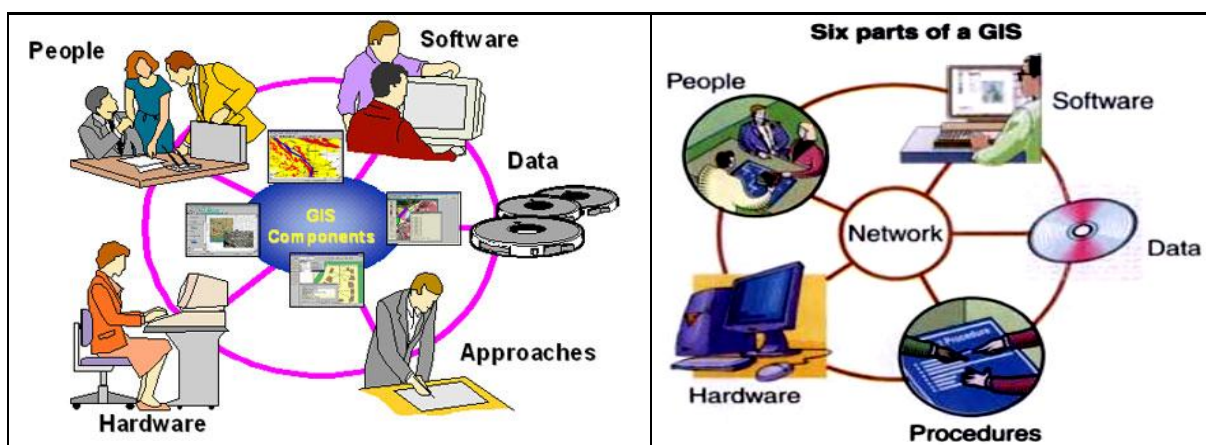 People
Software
Data
GIS
Components
Approaches
Hardware
Six parts of a GIS
People
Software
Network
Data
Hardware
Procedures